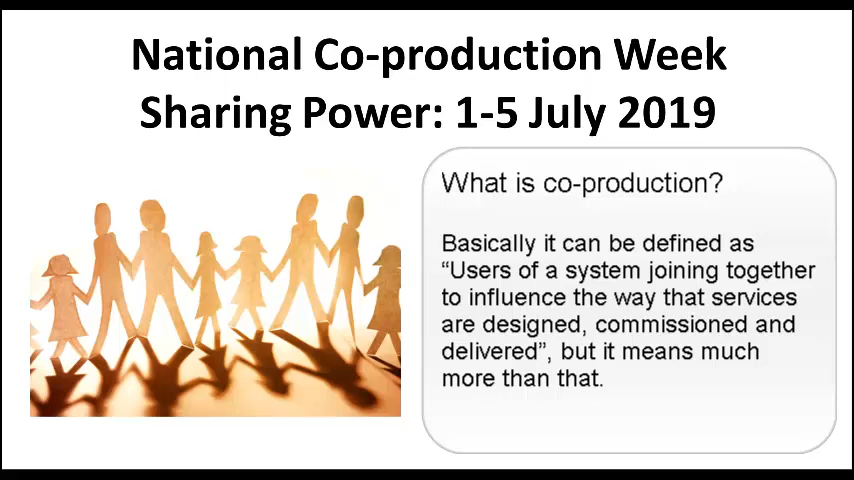 National Co-production Week
Sharing Power: 1-5 July 2019
What is co-production?
Basically it can be defined as
“Users of a system joining together
to influence the way that services
are designed, commissioned and
delivered”, but it means much
more than that.